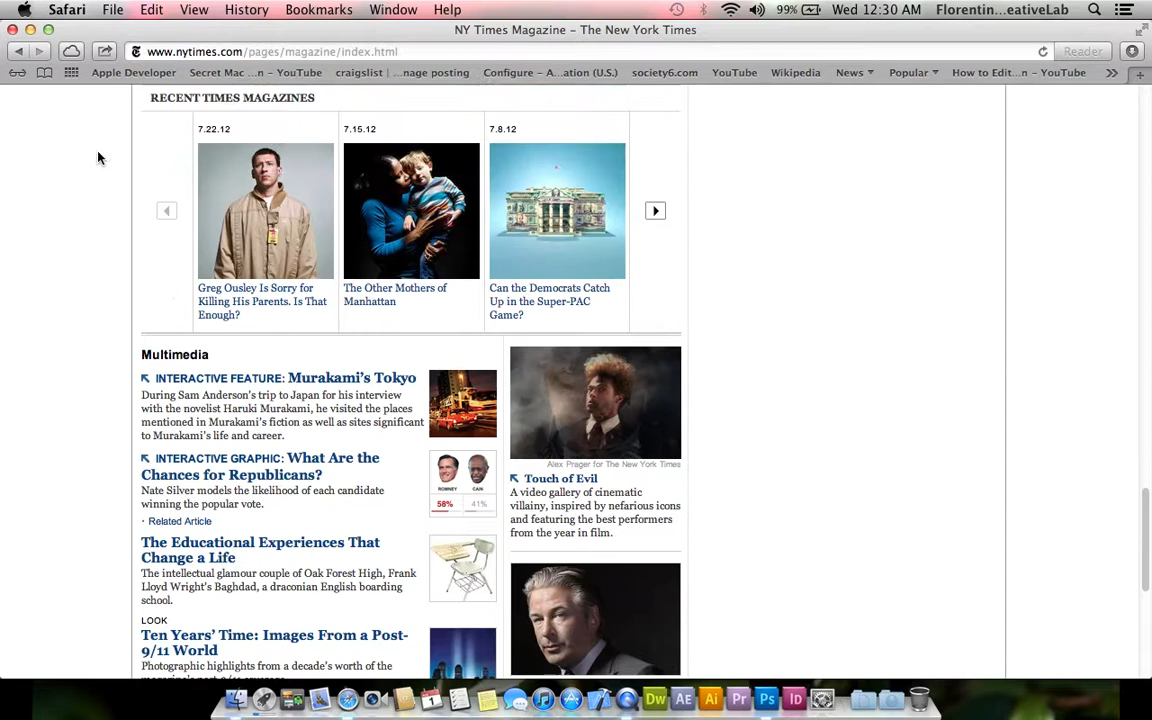 Safari File Edit View History Bookmarks Window Help 99% Wed 12:30 AM Florentin...eativeLab
NY Times Magazine – The New York Times
www.nytimes.com/pages/magazine/index.html Reader
Apple Developer Secret Mac ...n – YouTube craigslist | ...nage posting Configure – A...ation (U.S.) society6.com YouTube Wikipedia News Popular How to Edit...n – YouTube
RECENT TIMES MAGAZINES
7.22.12 7.15.12 7.8.12
Greg Ousley Is Sorry for
Killing His Parents. Is That
Enough?
The Other Mothers of
Manhattan
Can the Democrats Catch
Up in the Super-PAC
Game?
Multimedia
INTERACTIVE FEATURE: Murakami's Tokyo
During Sam Anderson's trip to Japan for his interview
with the novelist Haruki Murakami, he visited the places
mentioned in Murakami's fiction as well as sites significant
to Murakami's life and career.
INTERACTIVE GRAPHIC: What Are the
Chances for Republicans?
Nate Silver models the likelihood of each candidate
winning the popular vote.
· Related Article
ROMNEY CAIN
58% 41%
The Educational Experiences That
Change a Life
The intellectual glamour couple of Oak Forest High, Frank
Lloyd Wright's Baghdad, a draconian English boarding
school.
LOOK
Ten Years' Time: Images From a Post-
9/11 World
Photographic highlights from a decade's worth of the
Alex Prager for The New York Times
Touch of Evil
A video gallery of cinematic
villainy, inspired by nefarious icons
and featuring the best performers
from the year in film.
1 Dw AE Ai Pr Ps Id